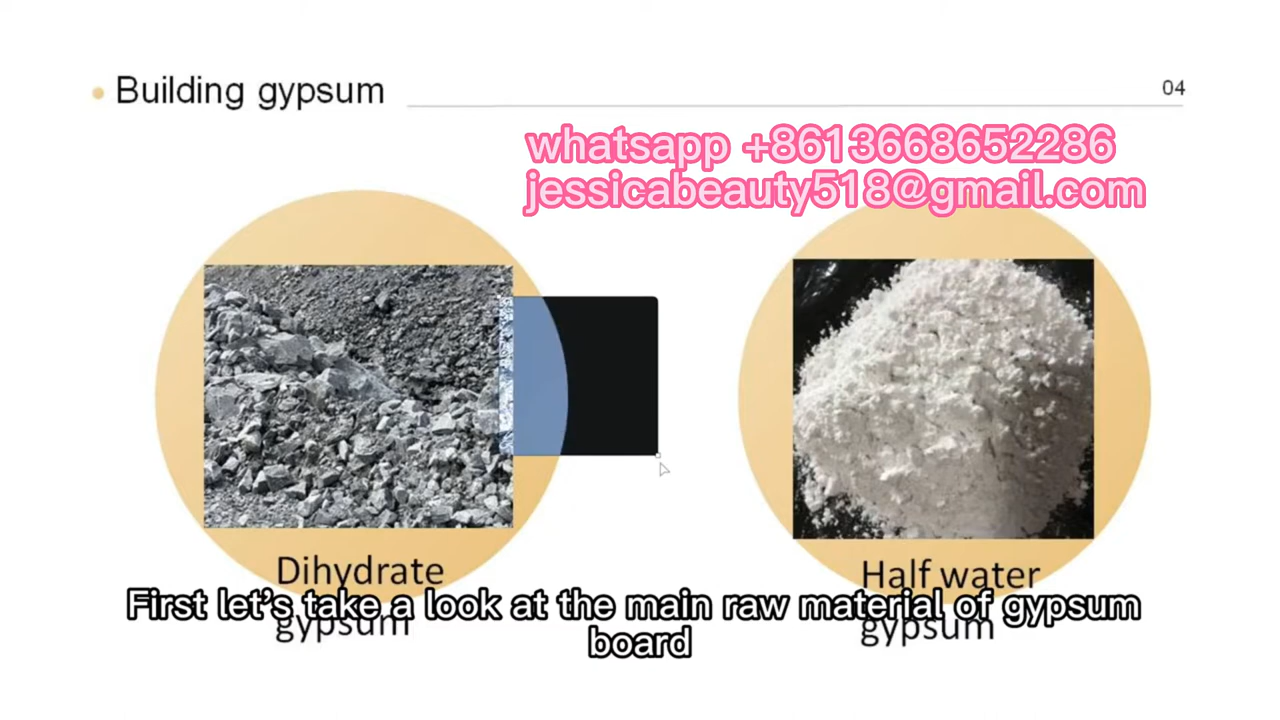 Building gypsum
04
whatsapp +8613668652286
jessicabeauty518@gmail.com
Dihydrate
gypsum
Half water
gypsum
First let's take a look at the main raw material of gypsum
board